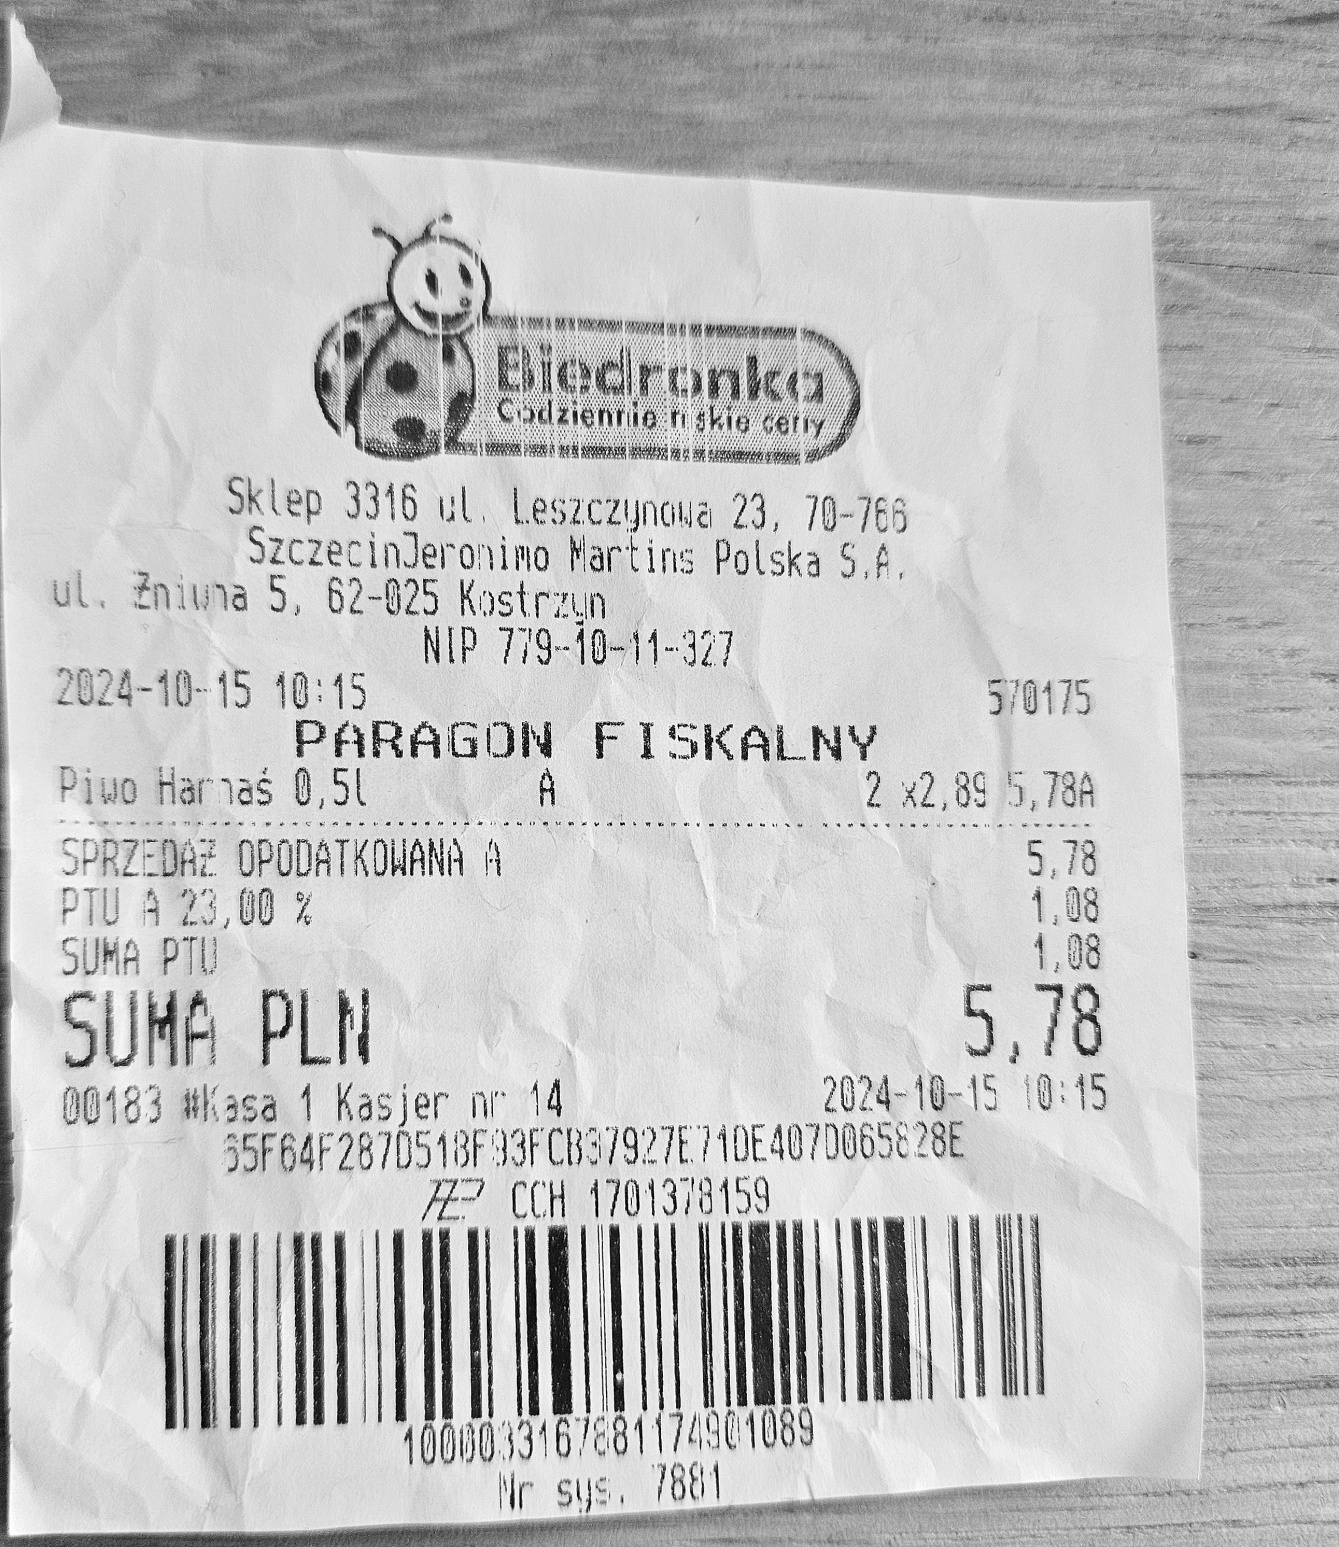 Biedronka
Codziennie niskie ceny
Sklep 3316 ul. Leszczynowa 23, 70-766
SzczecinJeronimo Martins Polska S.A.
ul. Żniwna 5, 62-025 Kostrzyn
NIP 779-10-11-327
2024-10-15 10:15 570175
PARAGON FISKALNY
Piwo Harnaś 0,5l A 2 x2,89 5,78A
SPRZEDAŻ OPODATKOWANA A 5,78
PTU A 23,00 % 1,08
SUMA PTU 1,08
SUMA PLN 5,78
00183 #Kasa 1 Kasjer nr 14 2024-10-15 10:15
65F64F287D518F93FCB37927E71DE407D065828E
CCH 1701378159
1000033167881174901089
Nr sys. 7881